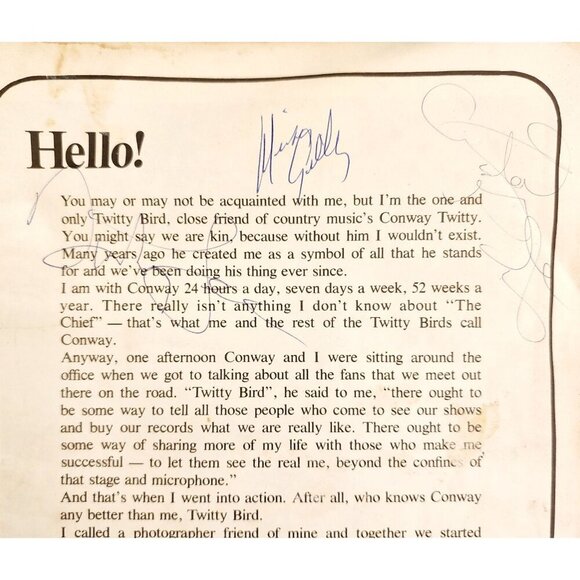 Hello!
You may or may not be acquainted with me, but I'm the one and
only Twitty Bird, close friend of country music's Conway Twitty.
You might say we are kin, because without him I wouldn't exist.
Many years ago he created me as a symbol of all that he stands
for and we've been doing his thing ever since.
I am with Conway 24 hours a day, seven days a week, 52 weeks a
year. There really isn't anything I don't know about "The
Chief" — that's what me and the rest of the Twitty Birds call
Conway.
Anyway, one afternoon Conway and I were sitting around the
office when we got to talking about all the fans that we meet out
there on the road. "Twitty Bird", he said to me, "there ought to
be some way to tell all those people who come to see our shows
and buy our records what we are really like. There ought to be
some way of sharing more of my life with those who make me
successful — to let them see the real me, beyond the confines of
that stage and microphone."
And that's when I went into action. After all, who knows Conway
any better than me, Twitty Bird.
I called a photographer friend of mine and together we started